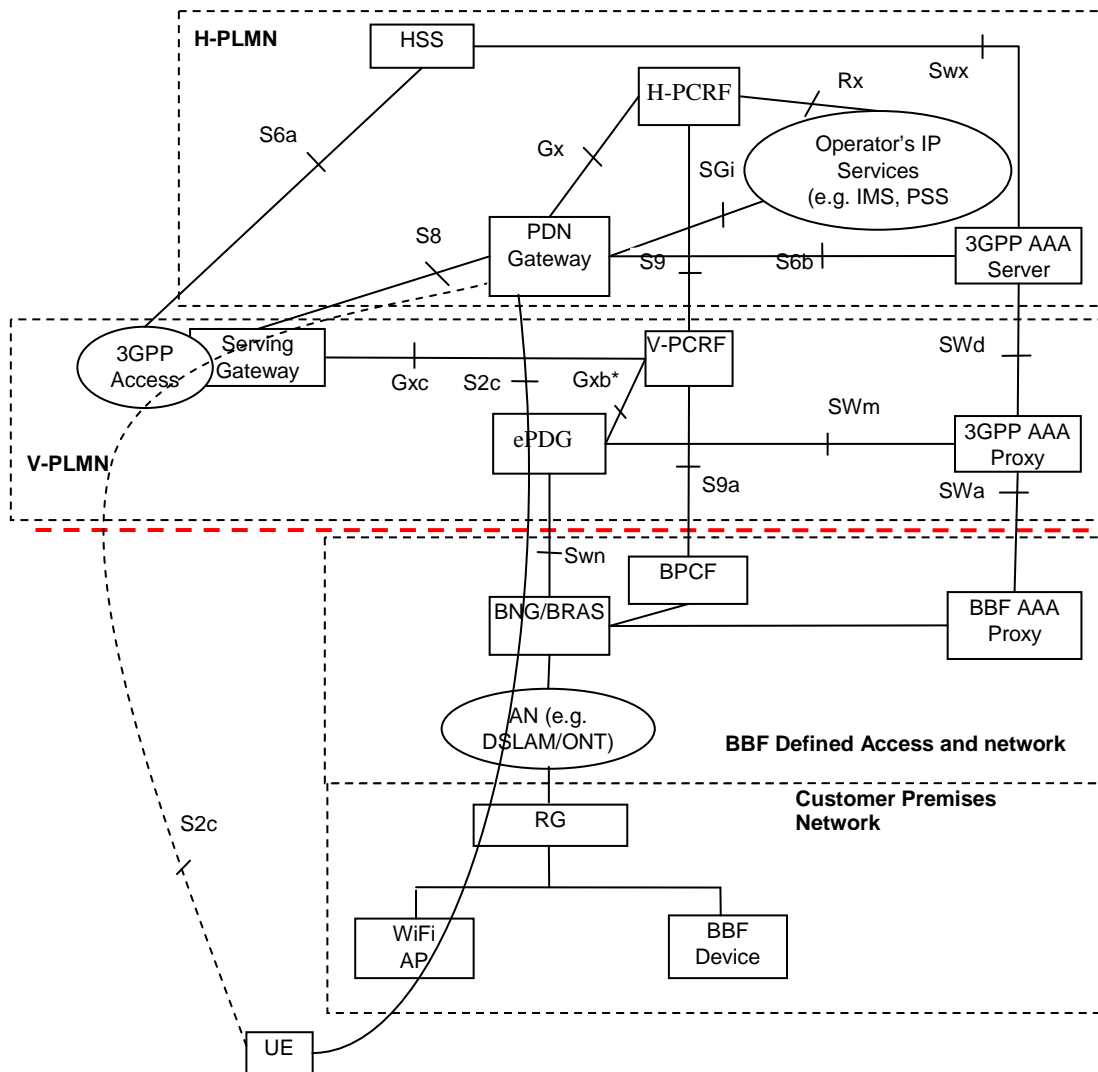 H-PLMN
HSS
Swx
H-PCRF
Rx
S6a
Gx
SGi
Operator's IP
Services
(e.g. IMS, PSS
S8
PDN
Gateway
S9
S6b
3GPP AAA
Server
3GPP
Access
Serving
Gateway
V-PCRF
SWd
Gxc
S2c
Gxb*
ePDG
SWm
3GPP AAA
Proxy
V-PLMN
S9a
SWa
Swn
BPCF
BNG/BRAS
BBF AAA
Proxy
AN (e.g.
DSLAM/ONT)
BBF Defined Access and network
Customer Premises
Network
RG
S2c
WiFi
AP
BBF
Device
UE